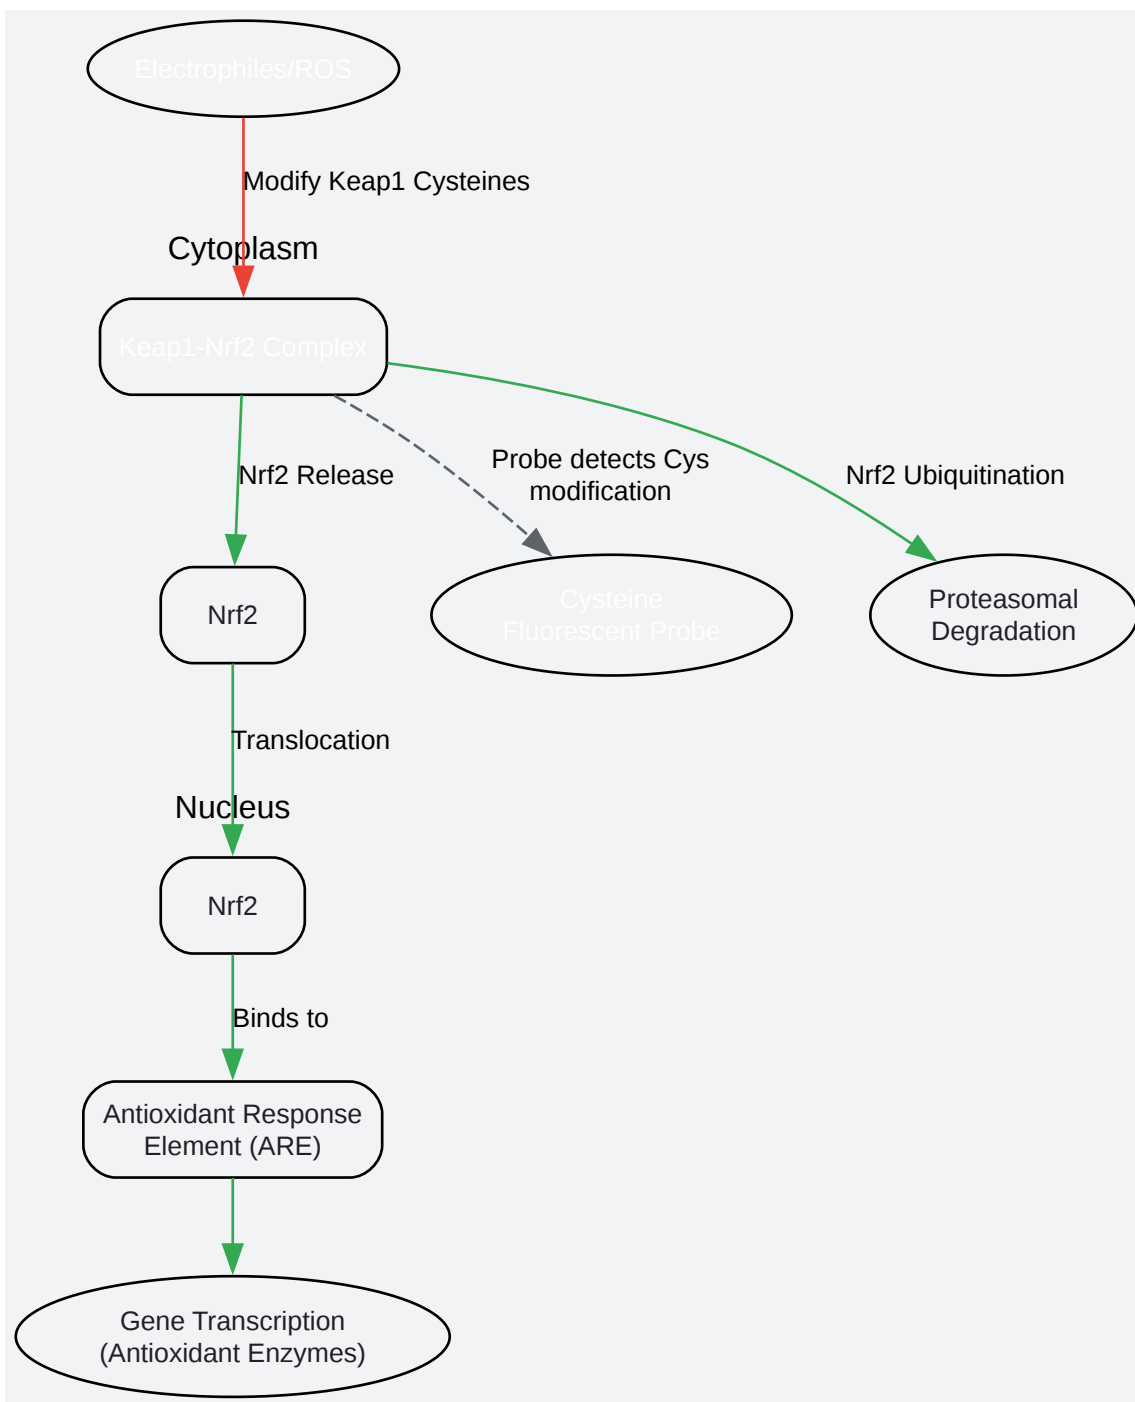 Electrophiles/ROS
Modify Keap1 Cysteines
Cytoplasm
Keap1-Nrf2 Complex
Nrf2 Release
Probe detects Cys
modification
Nrf2 Ubiquitination
Nrf2
Cysteine
Fluorescent Probe
Proteasomal
Degradation
Translocation
Nucleus
Nrf2
Binds to
Antioxidant Response
Element (ARE)
Gene Transcription
(Antioxidant Enzymes)